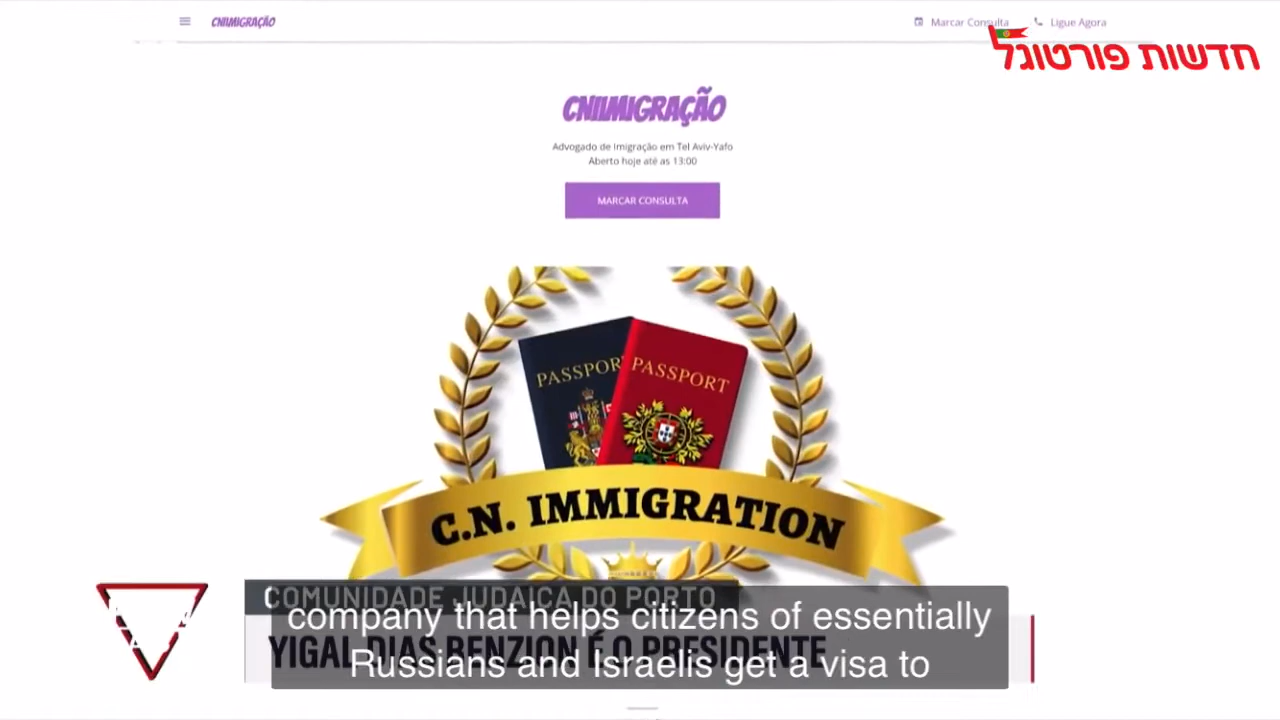 CNIIMIGRAÇÃO
Marcar Consulta
Ligue Agora
חדשות פורטוגל
CNIIMIGRAÇÃO
Advogado de Imigração em Tel Aviv-Yafo
Aberto hoje até as 13:00
MARCAR CONSULTA
PASSPORT
PASSPORT
C.N. IMMIGRATION
COMUNIDADE JUDAICA DO PORTO
YIGAL DIAS BENZION É O PRESIDENTE
company that helps citizens of essentially
Russians and Israelis get a visa to